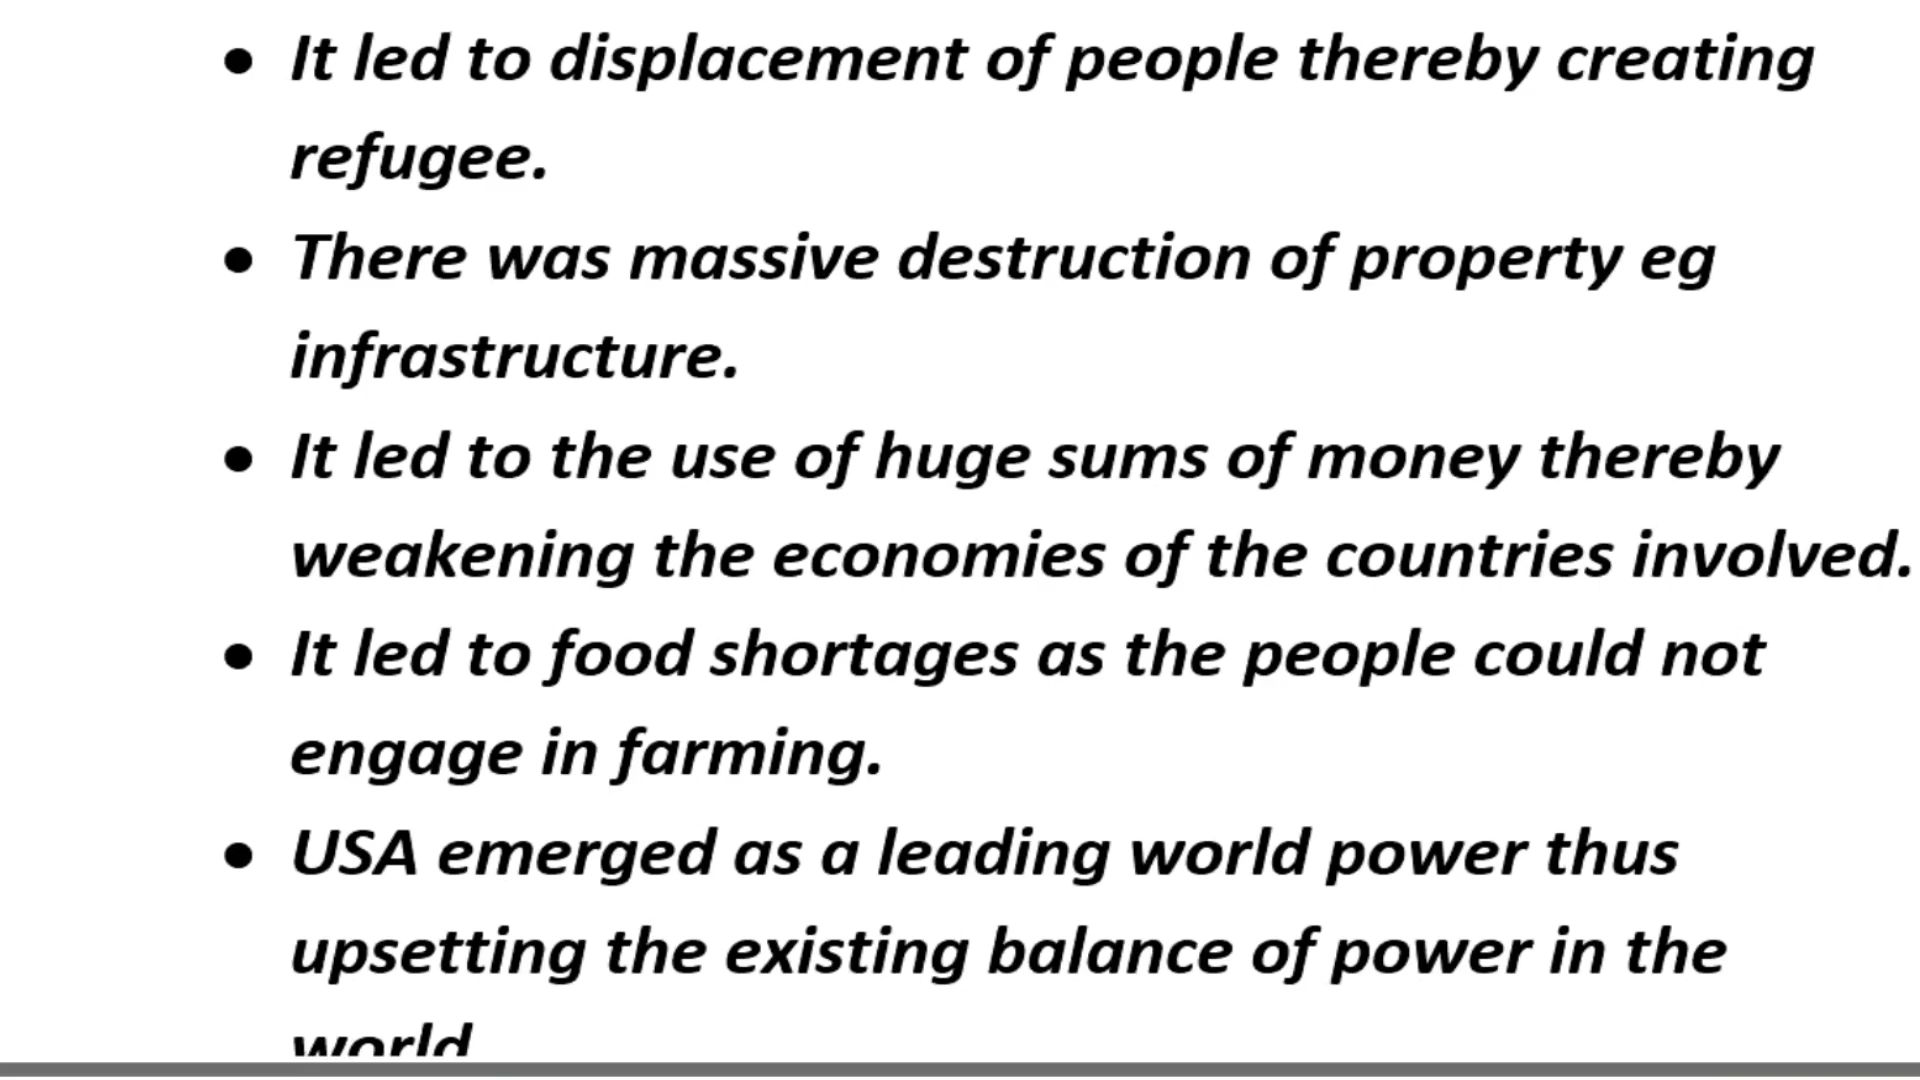 • It led to displacement of people thereby creating
refugee.
• There was massive destruction of property eg
infrastructure.
• It led to the use of huge sums of money thereby
weakening the economies of the countries involved.
• It led to food shortages as the people could not
engage in farming.
• USA emerged as a leading world power thus
upsetting the existing balance of power in the
world